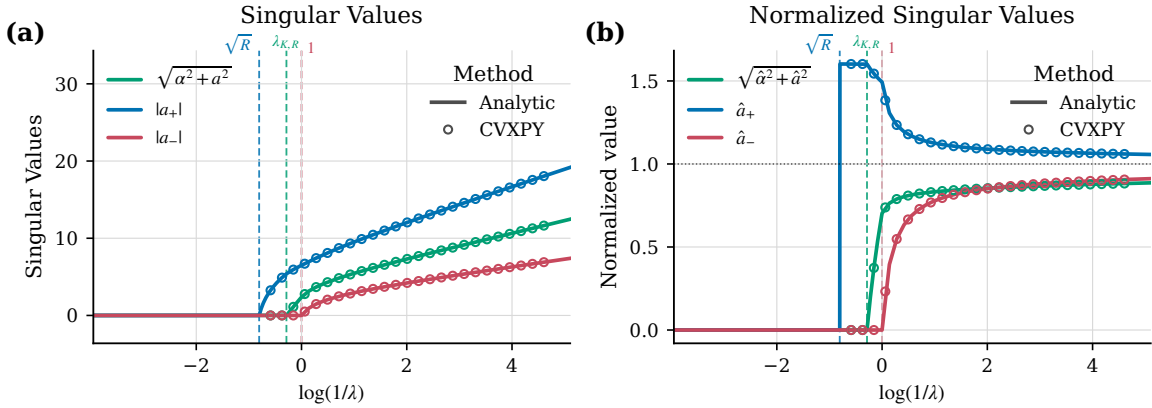 (a)
Singular Values
√R
λ_{K,R}
1
√(α² + a²)
|a₊|
|a₋|
Method
Analytic
CVXPY
Singular Values
30
20
10
0
−2
0
2
4
log(1/λ)
(b)
Normalized Singular Values
√R
λ_{K,R}
1
√(α̂² + â²)
â₊
â₋
Method
Analytic
CVXPY
Normalized value
1.5
1.0
0.5
0.0
−2
0
2
4
log(1/λ)